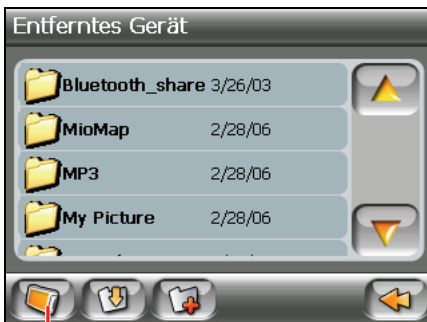 Entferntes Gerät
Bluetooth_share 3/26/03
MioMap 2/28/06
MP3 2/28/06
My Picture 2/28/06